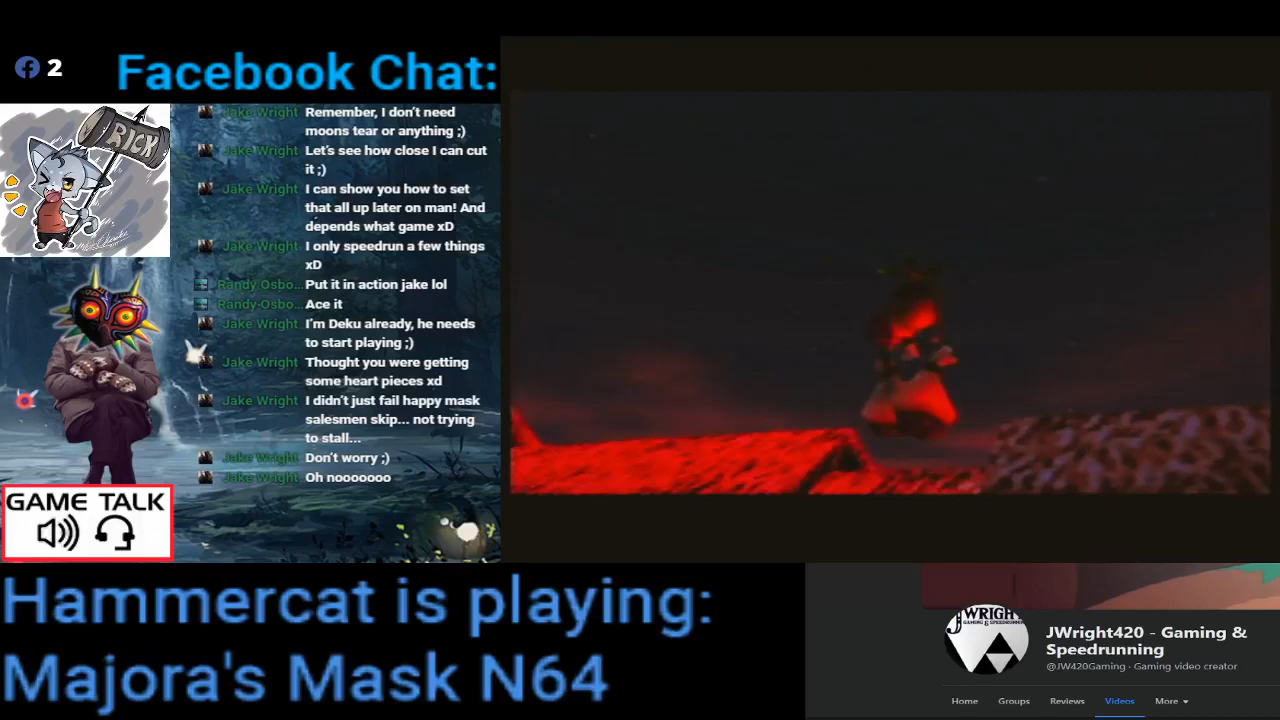 2
Facebook Chat:
RICK
Jake Wright Remember, I don't need
moons tear or anything ;)
Jake Wright Let's see how close I can cut
it ;)
Jake Wright I can show you how to set
that all up later on man! And
depends what game xD
Jake Wright I only speedrun a few things
xD
Randy Osbo... Put it in action jake lol
Randy Osbo... Ace it
Jake Wright I'm Deku already, he needs
to start playing ;)
Jake Wright Thought you were getting
some heart pieces xd
Jake Wright I didn't just fail happy mask
salesmen skip... not trying
to stall...
Jake Wright Don't worry ;)
Jake Wright Oh nooooooo
GAME TALK
Hammercat is playing:
Majora's Mask N64
JWRIGHT
GAMING & SPEEDRUNNING
JWright420 - Gaming &
Speedrunning
@JW420Gaming · Gaming video creator
Home Groups Reviews Videos More